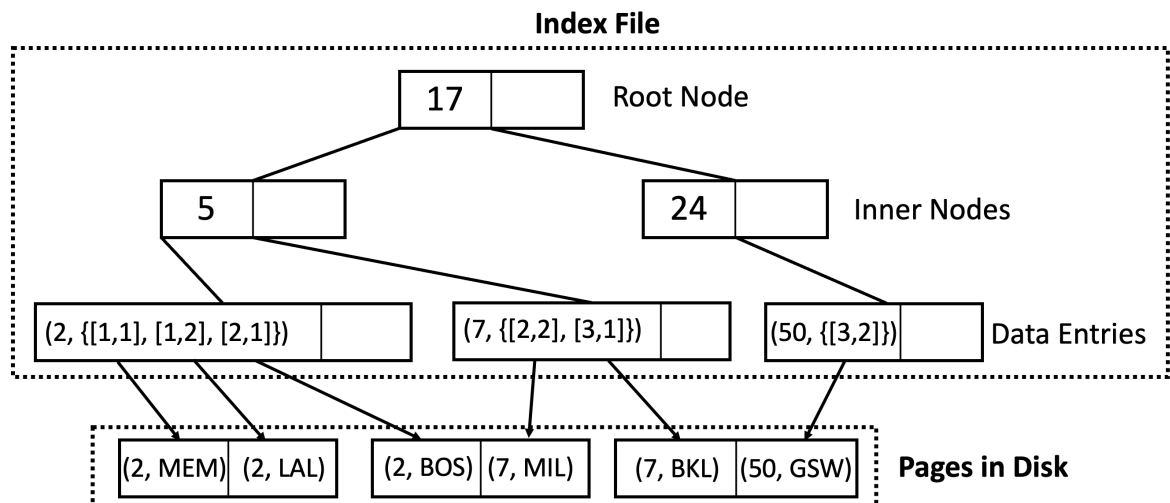 Index File
17
Root Node
5
24
Inner Nodes
(2, {[1,1], [1,2], [2,1]})
(7, {[2,2], [3,1]})
(50, {[3,2]})
Data Entries
(2, MEM)
(2, LAL)
(2, BOS)
(7, MIL)
(7, BKL)
(50, GSW)
Pages in Disk